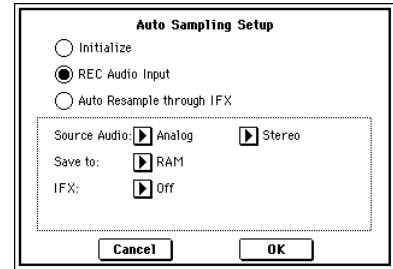 Auto Sampling Setup
Initialize
REC Audio Input
Auto Resample through IFX
Source Audio: Analog Stereo
Save to: RAM
IFX: Off
Cancel OK